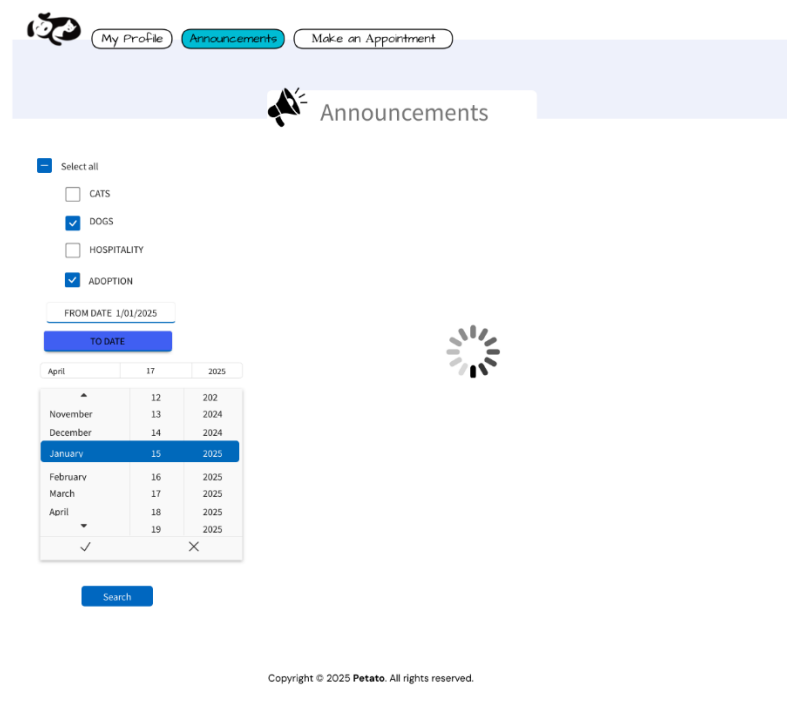 My Profile Announcements Make an Appointment
Announcements
Select all
CATS
DOGS
HOSPITALITY
ADOPTION
FROM DATE 1/01/2025
TO DATE
April 17 2025
12 202
November 13 2024
December 14 2024
January 15 2025
February 16 2025
March 17 2025
April 18 2025
19 2025
Search
Copyright © 2025 Petato. All rights reserved.